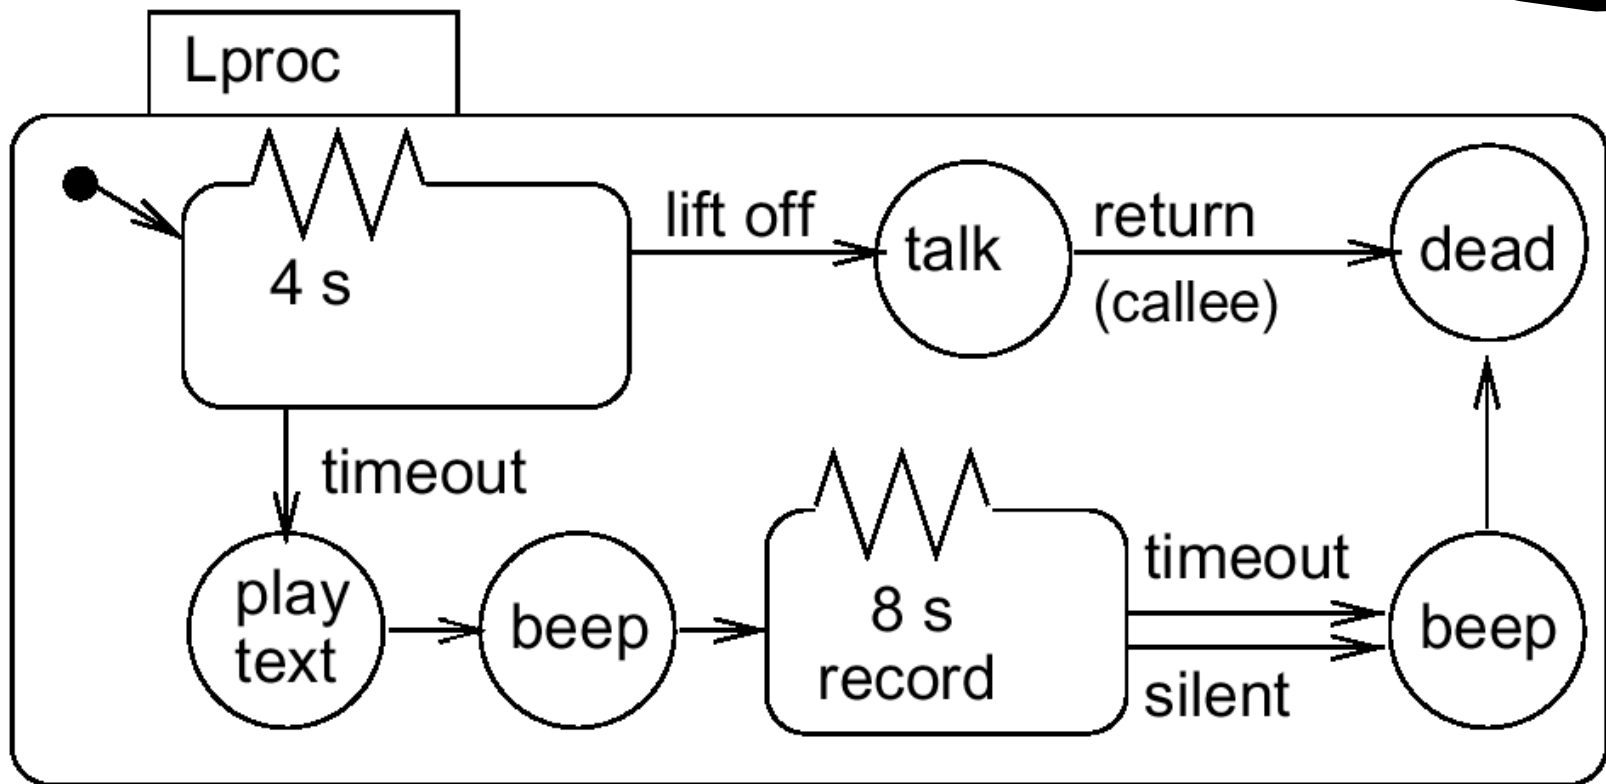 Lproc
4 s
lift off
talk
return
(callee)
dead
timeout
play
text
beep
8 s
record
timeout
silent
beep